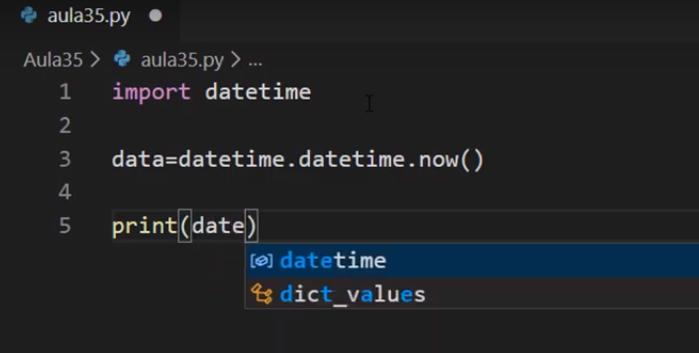 aula35.py
Aula35 > aula35.py > ...
1 import datetime
2
3 data=datetime.datetime.now()
4
5 print(date)
datetime
dict_values